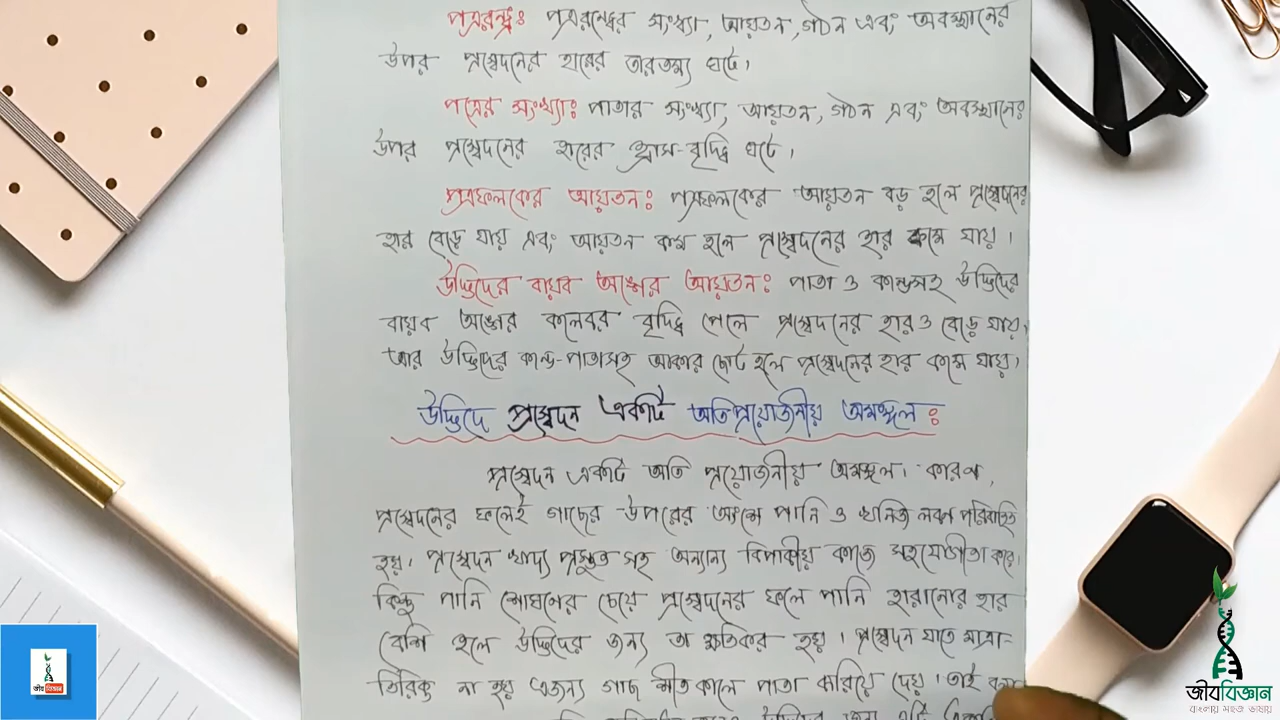 পত্ররন্ধ্রঃ পত্ররন্ধ্রের সংখ্যা, আয়তন, গঠন এবং অবস্থানের
উপর প্রস্বেদনের হারের তারতম্য ঘটে।
পত্রের সংখ্যাঃ পাতার সংখ্যা, আয়তন, গঠন এবং অবস্থানের
উপর প্রস্বেদনের হারের হ্রাস-বৃদ্ধি ঘটে।
পত্রফলকের আয়তনঃ পত্রফলকের আয়তন বড় হলে প্রস্বেদনের
হার বেড়ে যায় এবং আয়তন কম হলে প্রস্বেদনের হার কমে যায়।
উদ্ভিদের বায়ব অঙ্গের আয়তনঃ পাতা ও কান্ডসহ উদ্ভিদের
বায়ব অঙ্গের কলেবর বৃদ্ধি পেলে প্রস্বেদনের হারও বেড়ে যায়।
আর উদ্ভিদের কান্ড-পাতাসহ আকার ছোট হলে প্রস্বেদনের হার কমে যায়।
উদ্ভিদে প্রস্বেদন একটি অতিপ্রয়োজনীয় অমঙ্গলঃ
প্রস্বেদন একটি অতি প্রয়োজনীয় অমঙ্গল। কারণ,
প্রস্বেদনের ফলেই গাছের উপরের অংশে পানি ও খনিজ লবণ পরিবাহিত
হয়। প্রস্বেদন খাদ্য প্রস্তুত সহ অন্যান্য বিপাকীয় কাজে সহযোগীতা করে।
কিন্তু পানি শোষণের চেয়ে প্রস্বেদনের ফলে পানি হারানোর হার
বেশি হলে উদ্ভিদের জন্য তা ক্ষতিকর হয়। প্রস্বেদন যাতে মাত্রা-
তিরিক্ত না হয় এজন্য গাছ শীতকালে পাতা ঝরিয়ে দেয়। তাই
উদ্ভিদের জন্য এটি
জীববিজ্ঞান
জীববিজ্ঞান
বাংলায় সহজ ভাষায়